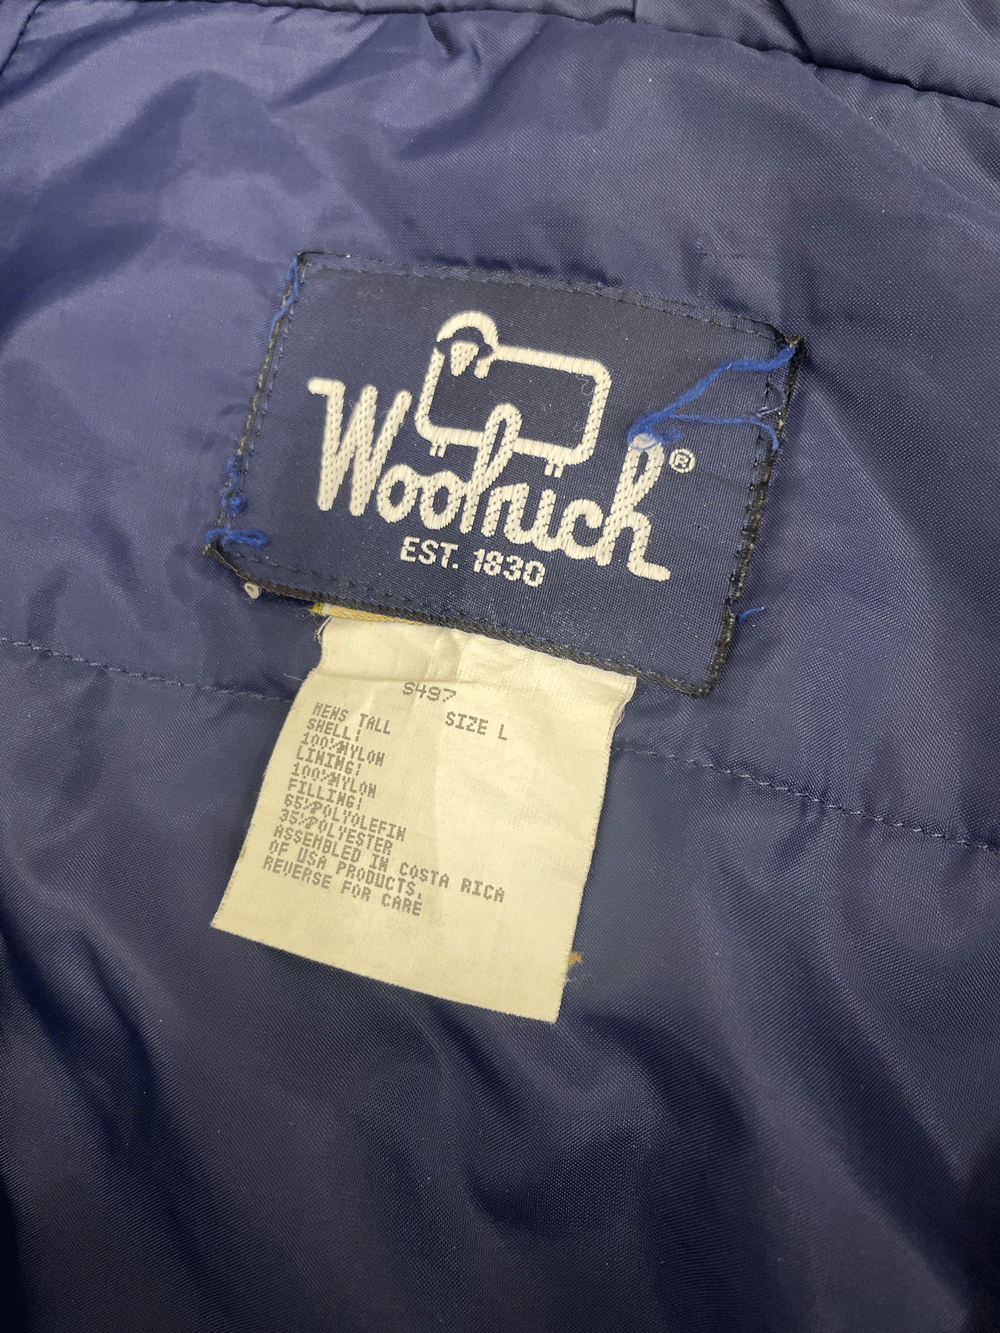 Woolrich®
EST. 1830
S497
MENS TALL SIZE L
SHELL:
100%NYLON
LINING:
100%NYLON
FILLING:
65%POLYOLEFIN
35%POLYESTER
ASSEMBLED IN COSTA RICA
OF USA PRODUCTS.
REVERSE FOR CARE